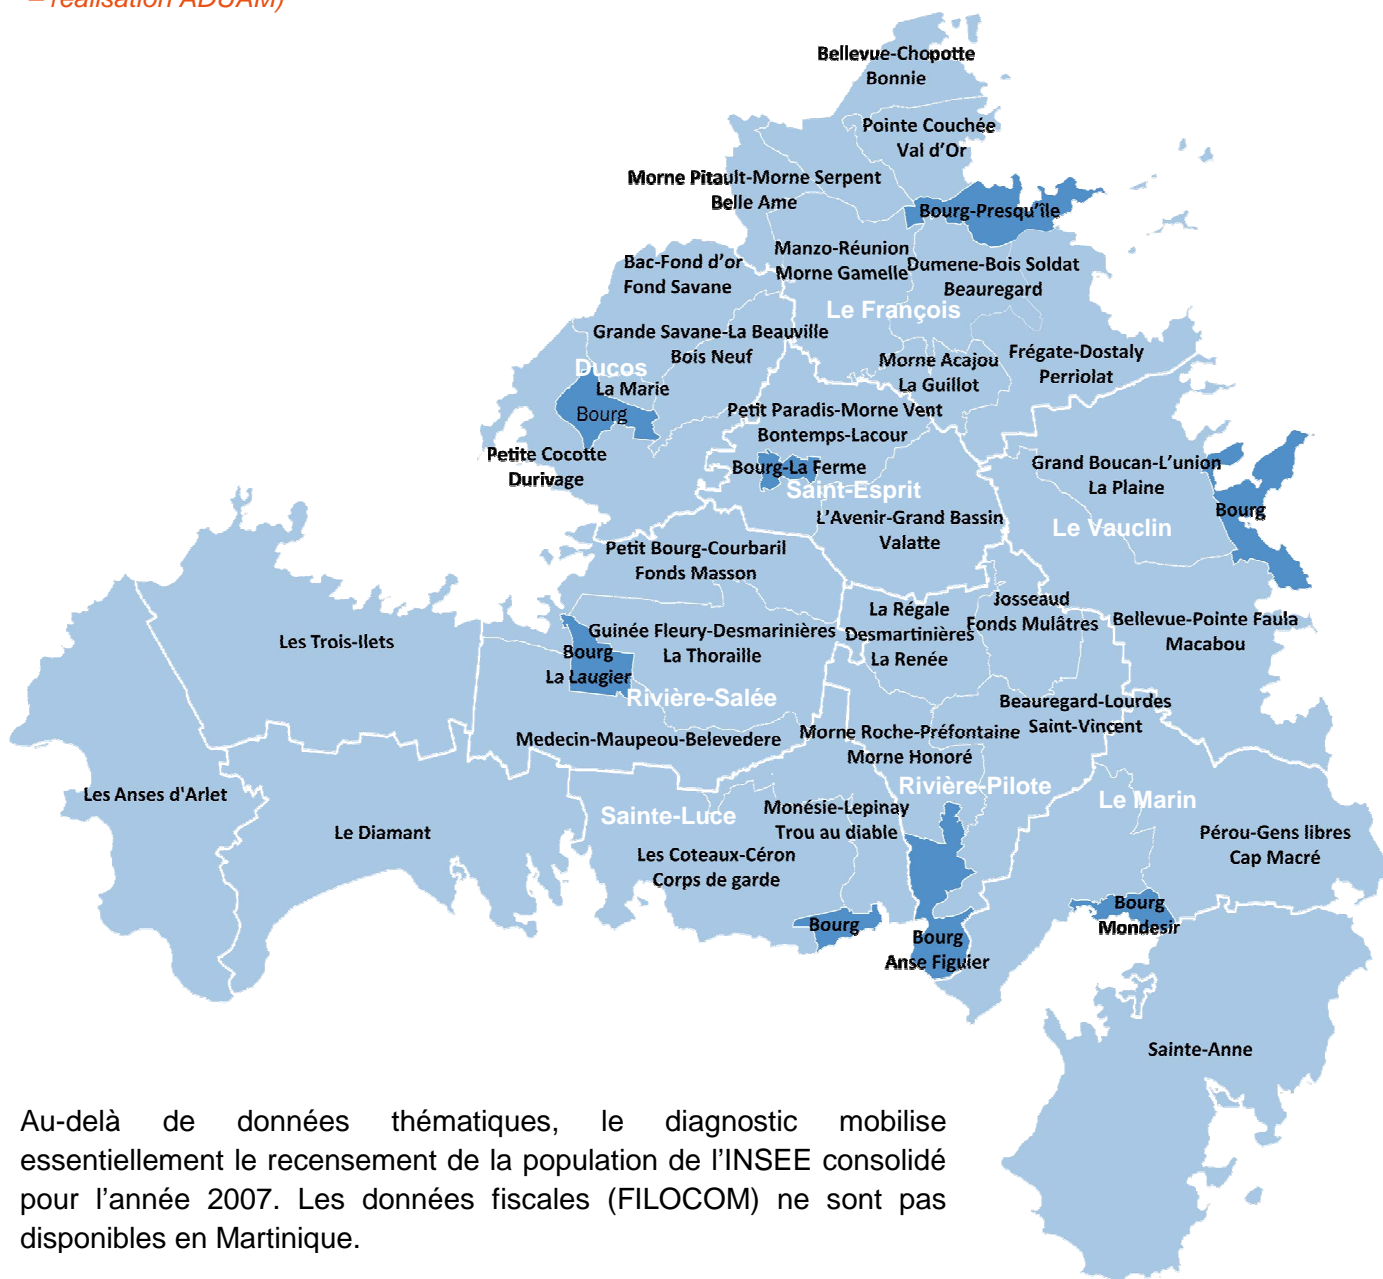 – réalisation ADUAM)
Bellevue-Chopotte
Bonnie
Pointe Couchée
Val d'Or
Morne Pitault-Morne Serpent
Belle Ame
Bourg-Presqu'île
Manzo-Réunion
Morne Gamelle
Dumene-Bois Soldat
Beauregard
Bac-Fond d'or
Fond Savane
Le François
Grande Savane-La Beauville
Bois Neuf
Morne Acajou
La Guillot
Frégate-Dostaly
Perriolat
Ducos
La Marie
Bourg
Petit Paradis-Morne Vent
Bontemps-Lacour
Petite Cocotte
Durivage
Bourg-La Ferme
Saint-Esprit
Grand Boucan-L'union
La Plaine
Bourg
L'Avenir-Grand Bassin
Valatte
Le Vauclin
Petit Bourg-Courbaril
Fonds Masson
La Régale
Desmartinières
La Renée
Josseaud
Fonds Mulâtres
Bellevue-Pointe Faula
Macabou
Les Trois-Ilets
Guinée Fleury-Desmarinières
La Thoraille
Bourg
La Laugier
Rivière-Salée
Beauregard-Lourdes
Saint-Vincent
Medecin-Maupeou-Belevedere
Morne Roche-Préfontaine
Morne Honoré
Rivière-Pilote
Les Anses d'Arlet
Le Diamant
Sainte-Luce
Monésie-Lepinay
Trou au diable
Le Marin
Pérou-Gens libres
Cap Macré
Les Coteaux-Céron
Corps de garde
Bourg
Bourg
Anse Figuier
Bourg
Mondesir
Sainte-Anne
Au-delà de données thématiques, le diagnostic mobilise
essentiellement le recensement de la population de l'INSEE consolidé
pour l'année 2007. Les données fiscales (FILOCOM) ne sont pas
disponibles en Martinique.